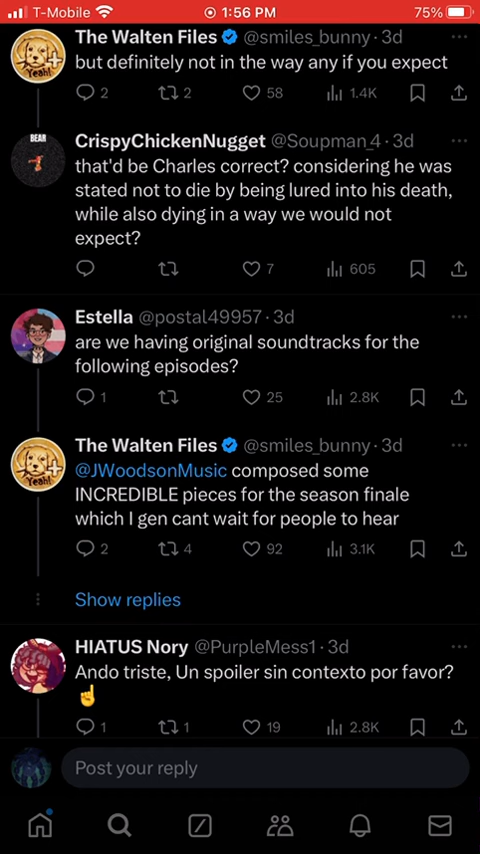 T-Mobile 1:56 PM 75%
The Walten Files @smiles_bunny · 3d
but definitely not in the way any if you expect
2 2 58 1.4K
Yeah!
BEAR
CrispyChickenNugget @Soupman_4 · 3d
that'd be Charles correct? considering he was
stated not to die by being lured into his death,
while also dying in a way we would not
expect?
7 605
Estella @postal49957 · 3d
are we having original soundtracks for the
following episodes?
1 25 2.8K
The Walten Files @smiles_bunny · 3d
@JWoodsonMusic composed some
INCREDIBLE pieces for the season finale
which I gen cant wait for people to hear
Yeah!
2 4 92 3.1K
Show replies
HIATUS Nory @PurpleMess1 · 3d
Ando triste, Un spoiler sin contexto por favor?
☝️
1 1 19 2.8K
Post your reply